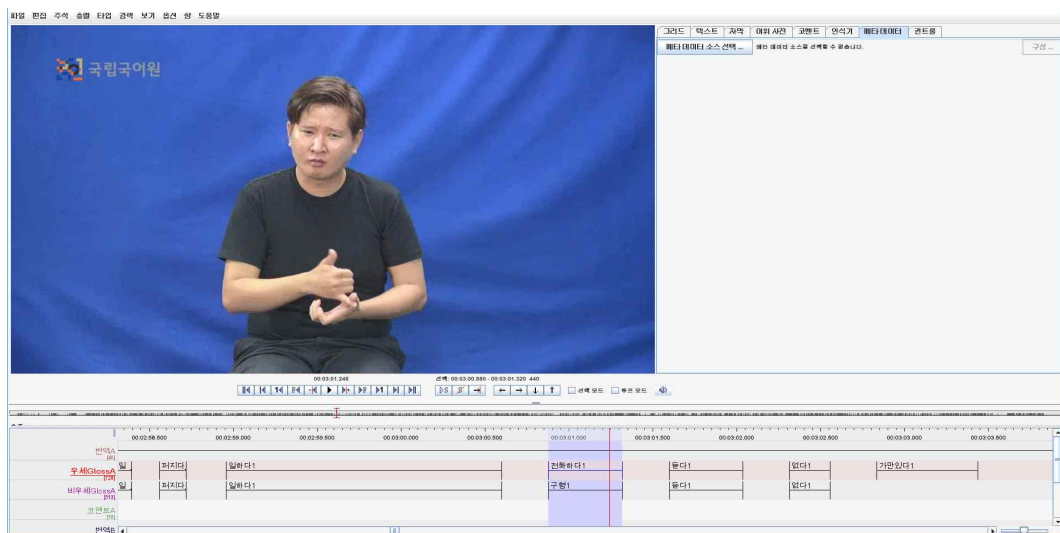 파일 편집 주석 층렬 타입 검색 보기 옵션 창 도움말
국립국어원
그리드 텍스트 자막 어휘 사전 코멘트 인식기 메타데이터 컨트롤
메타 데이터 소스 선택 ... 메타 데이터 소스를 선택할 수 없습니다. 구성 ...
00:03:01.246 선택: 00:03:00.880 - 00:03:01.320 440
선택 모드 루프 모드
00:02:58.500 00:02:59.000 00:02:59.500 00:03:00.000 00:03:00.500 00:03:01.000 00:03:01.500 00:03:02.000 00:03:02.500 00:03:03.000 00:03:03.500
번역A
우세GlossA 일 퍼지다 일하다1 전화하다1 듣다1 없다1 가만있다1
비우세GlossA 일 퍼지다 일하다1 구형1 듣다1 없다1
코멘트A
번역B